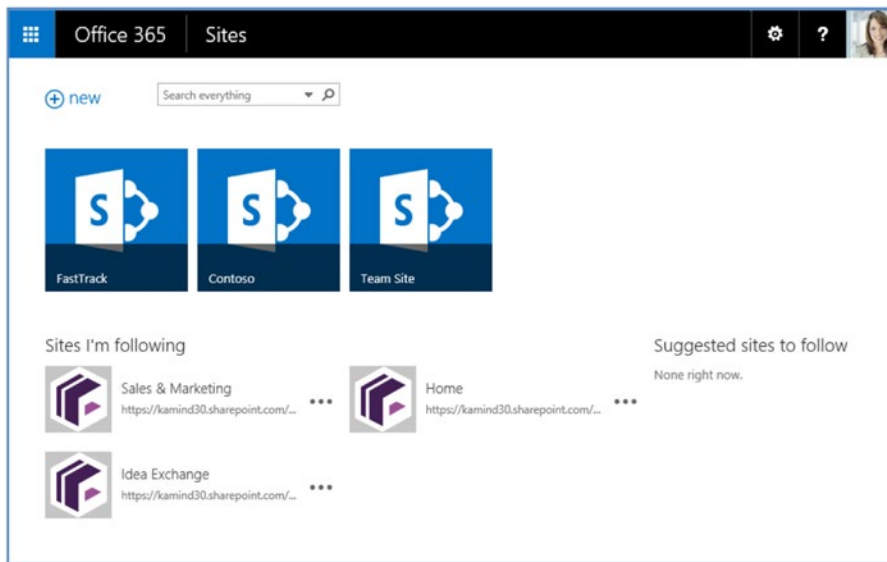 Office 365 Sites ?
new Search everything
S S S
FastTrack Contoso Team Site
Sites I'm following Suggested sites to follow
Sales & Marketing Home None right now.
https://kamind30.sharepoint.com/... https://kamind30.sharepoint.com/...
Idea Exchange
https://kamind30.sharepoint.com/...